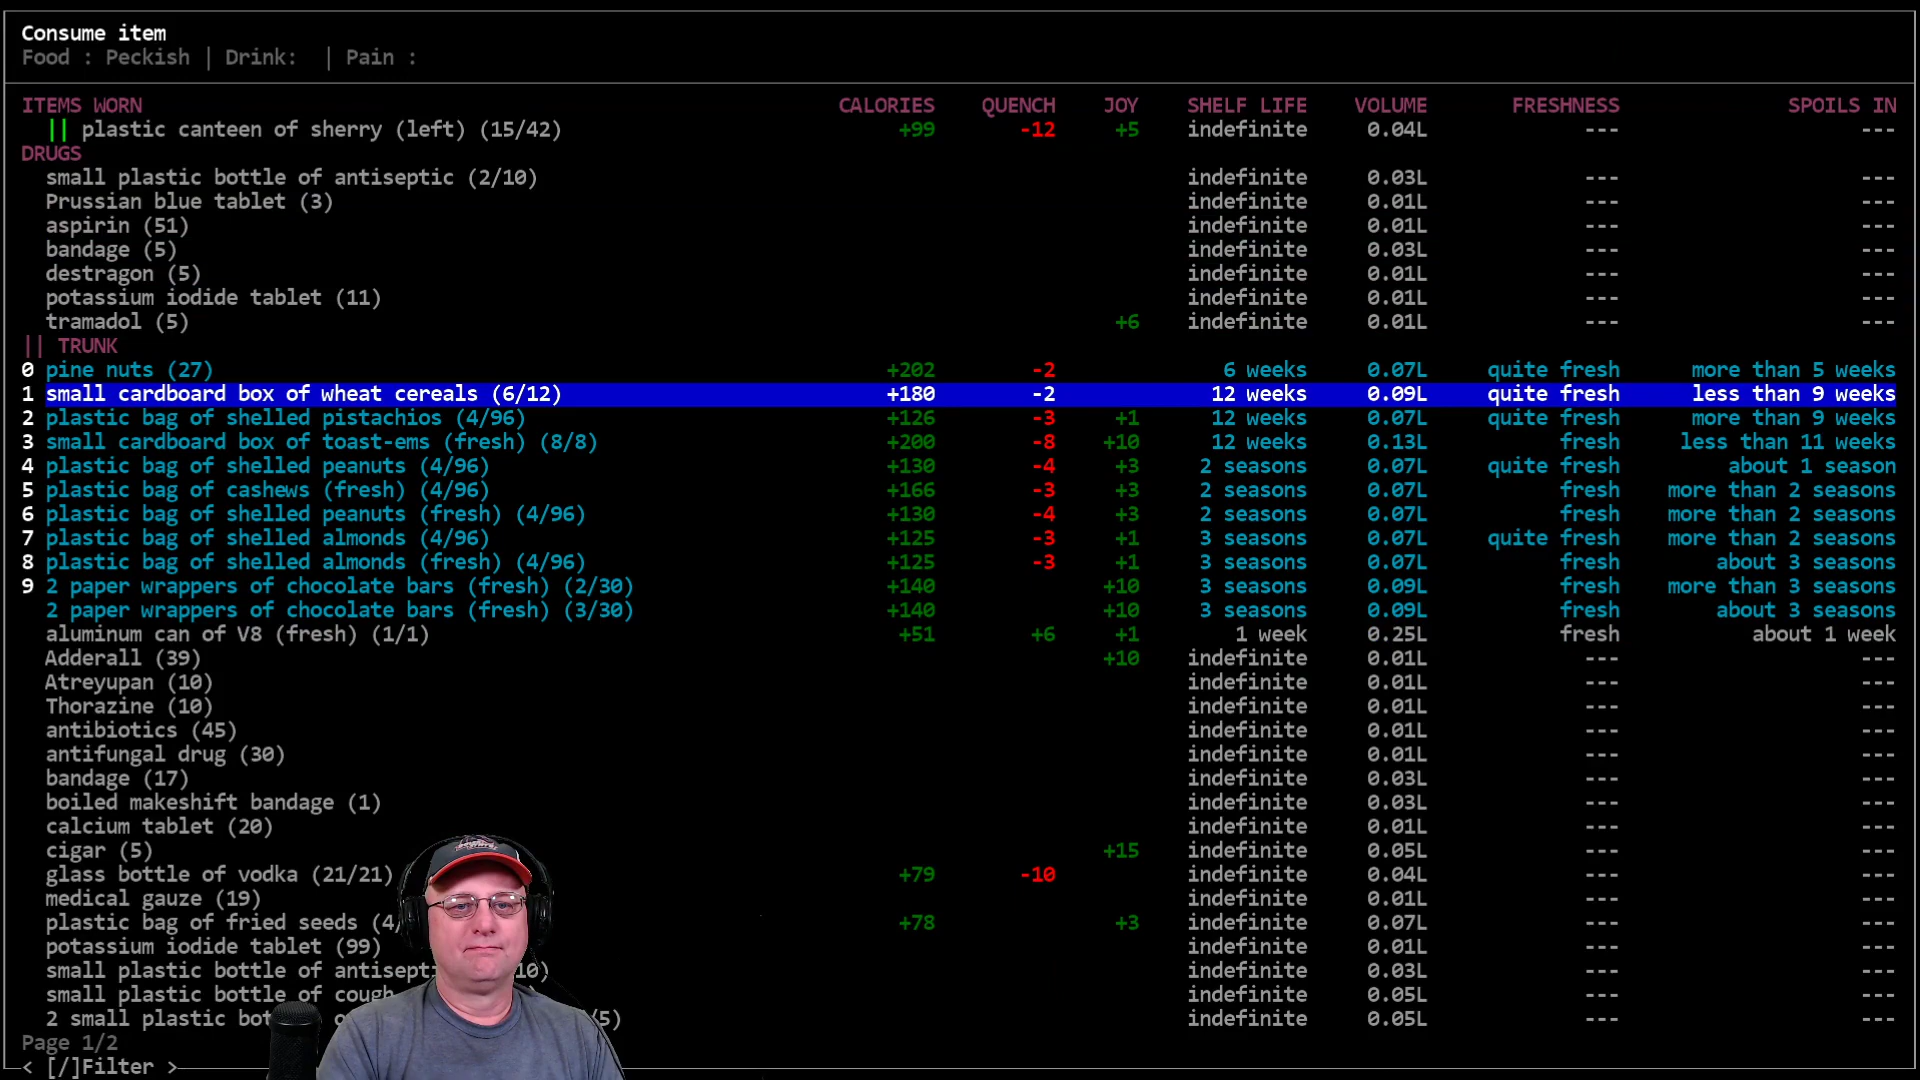 Consume item
Food : Peckish | Drink: | Pain :
ITEMS WORN CALORIES QUENCH JOY SHELF LIFE VOLUME FRESHNESS SPOILS IN
|| plastic canteen of sherry (left) (15/42) +99 -12 +5 indefinite 0.04L --- ---
DRUGS
small plastic bottle of antiseptic (2/10) indefinite 0.03L --- ---
Prussian blue tablet (3) indefinite 0.01L --- ---
aspirin (51) indefinite 0.01L --- ---
bandage (5) indefinite 0.03L --- ---
destragon (5) indefinite 0.01L --- ---
potassium iodide tablet (11) indefinite 0.01L --- ---
tramadol (5) +6 indefinite 0.01L --- ---
|| TRUNK
0 pine nuts (27) +202 -2 6 weeks 0.07L quite fresh more than 5 weeks
1 small cardboard box of wheat cereals (6/12) +180 -2 12 weeks 0.09L quite fresh less than 9 weeks
2 plastic bag of shelled pistachios (4/96) +126 -3 +1 12 weeks 0.07L quite fresh more than 9 weeks
3 small cardboard box of toast-ems (fresh) (8/8) +200 -8 +10 12 weeks 0.13L fresh less than 11 weeks
4 plastic bag of shelled peanuts (4/96) +130 -4 +3 2 seasons 0.07L quite fresh about 1 season
5 plastic bag of cashews (fresh) (4/96) +166 -3 +3 2 seasons 0.07L fresh more than 2 seasons
6 plastic bag of shelled peanuts (fresh) (4/96) +130 -4 +3 2 seasons 0.07L fresh more than 2 seasons
7 plastic bag of shelled almonds (4/96) +125 -3 +1 3 seasons 0.07L quite fresh more than 2 seasons
8 plastic bag of shelled almonds (fresh) (4/96) +125 -3 +1 3 seasons 0.07L fresh about 3 seasons
9 2 paper wrappers of chocolate bars (fresh) (2/30) +140 +10 3 seasons 0.09L fresh more than 3 seasons
2 paper wrappers of chocolate bars (fresh) (3/30) +140 +10 3 seasons 0.09L fresh about 3 seasons
aluminum can of V8 (fresh) (1/1) +51 +6 +1 1 week 0.25L fresh about 1 week
Adderall (39) +10 indefinite 0.01L --- ---
Atreyupan (10) indefinite 0.01L --- ---
Thorazine (10) indefinite 0.01L --- ---
antibiotics (45) indefinite 0.01L --- ---
antifungal drug (30) indefinite 0.01L --- ---
bandage (17) indefinite 0.03L --- ---
boiled makeshift bandage (1) indefinite 0.03L --- ---
calcium tablet (20) indefinite 0.01L --- ---
cigar (5) +15 indefinite 0.05L --- ---
glass bottle of vodka (21/21) +79 -10 indefinite 0.04L --- ---
medical gauze (19) indefinite 0.01L --- ---
plastic bag of fried seeds (4/ +78 +3 indefinite 0.07L --- ---
potassium iodide tablet (99) indefinite 0.01L --- ---
small plastic bottle of 10) indefinite 0.03L --- ---
small plastic bottle of indefinite 0.05L --- ---
2 small plastic /5) indefinite 0.05L --- ---
Page 1/2
< [/]Filter >